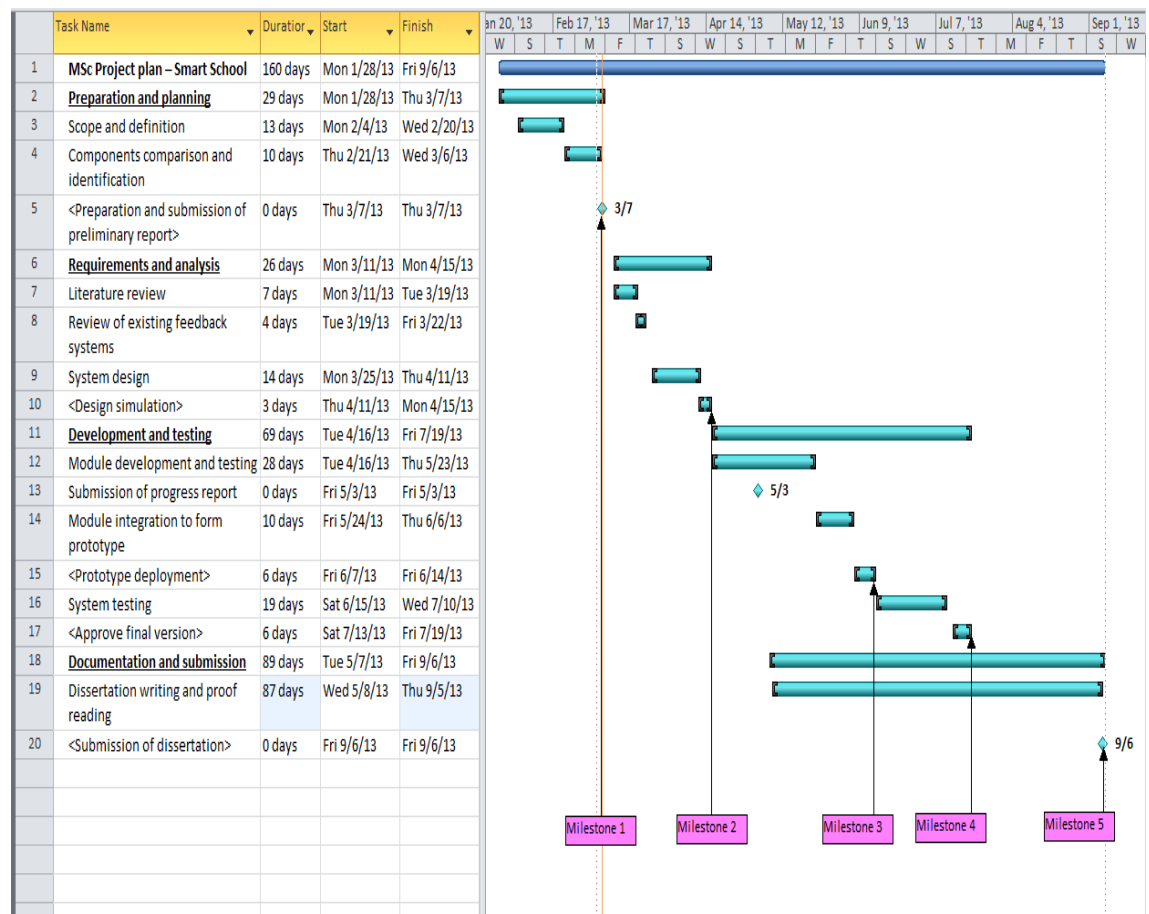 Task Name Duration Start Finish an 20, '13 Feb 17, '13 Mar 17, '13 Apr 14, '13 May 12, '13 Jun 9, '13 Jul 7, '13 Aug 4, '13 Sep 1, '13
W S T M F T S W S T M F T S W S T M F T S W
1 MSc Project plan – Smart School 160 days Mon 1/28/13 Fri 9/6/13
2 Preparation and planning 29 days Mon 1/28/13 Thu 3/7/13
3 Scope and definition 13 days Mon 2/4/13 Wed 2/20/13
4 Components comparison and 10 days Thu 2/21/13 Wed 3/6/13
identification
5 <Preparation and submission of 0 days Thu 3/7/13 Thu 3/7/13 3/7
preliminary report>
6 Requirements and analysis 26 days Mon 3/11/13 Mon 4/15/13
7 Literature review 7 days Mon 3/11/13 Tue 3/19/13
8 Review of existing feedback 4 days Tue 3/19/13 Fri 3/22/13
systems
9 System design 14 days Mon 3/25/13 Thu 4/11/13
10 <Design simulation> 3 days Thu 4/11/13 Mon 4/15/13
11 Development and testing 69 days Tue 4/16/13 Fri 7/19/13
12 Module development and testing 28 days Tue 4/16/13 Thu 5/23/13
13 Submission of progress report 0 days Fri 5/3/13 Fri 5/3/13 5/3
14 Module integration to form 10 days Fri 5/24/13 Thu 6/6/13
prototype
15 <Prototype deployment> 6 days Fri 6/7/13 Fri 6/14/13
16 System testing 19 days Sat 6/15/13 Wed 7/10/13
17 <Approve final version> 6 days Sat 7/13/13 Fri 7/19/13
18 Documentation and submission 89 days Tue 5/7/13 Fri 9/6/13
19 Dissertation writing and proof 87 days Wed 5/8/13 Thu 9/5/13
reading
20 <Submission of dissertation> 0 days Fri 9/6/13 Fri 9/6/13 9/6
Milestone 1 Milestone 2 Milestone 3 Milestone 4 Milestone 5